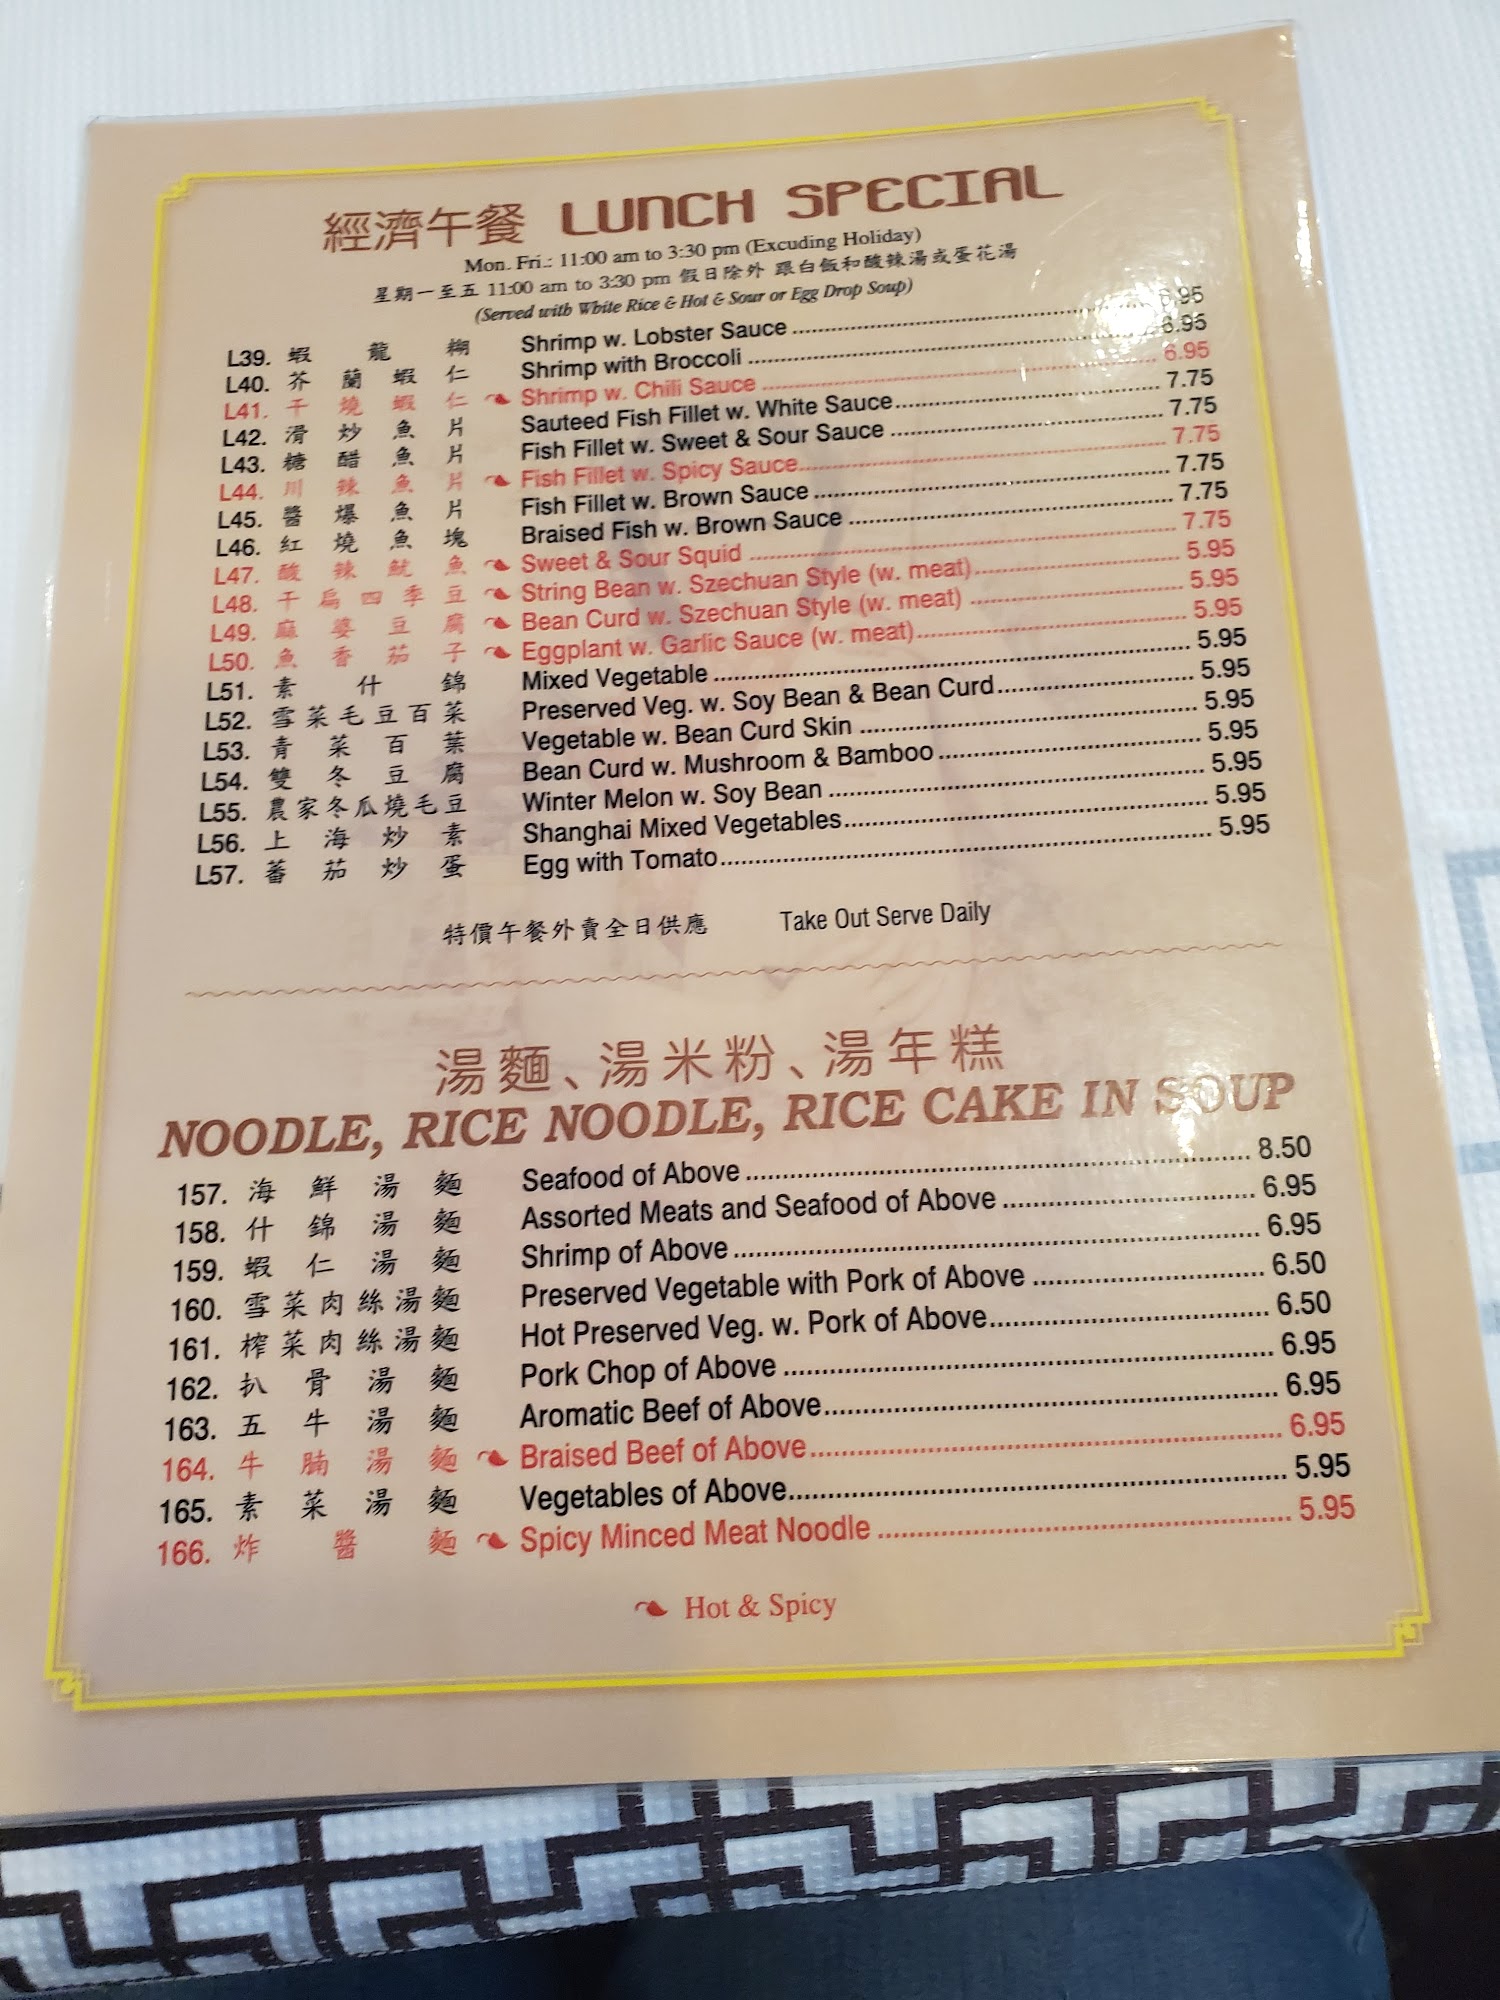 經濟午餐 LUNCH SPECIAL
Mon. Fri.: 11:00 am to 3:30 pm (Excuding Holiday)
星期一至五 11:00 am to 3:30 pm 假日除外 跟白飯和酸辣湯或蛋花湯
(Served with White Rice & Hot & Sour or Egg Drop Soup)
L39. 蝦龍糊 Shrimp w. Lobster Sauce 6.95
L40. 芥蘭蝦仁 Shrimp with Broccoli 6.95
L41. 干燒蝦仁 Shrimp w. Chili Sauce 6.95
L42. 滑炒魚片 Sauteed Fish Fillet w. White Sauce 7.75
L43. 糖醋魚片 Fish Fillet w. Sweet & Sour Sauce 7.75
L44. 川辣魚片 Fish Fillet w. Spicy Sauce 7.75
L45. 醬爆魚片 Fish Fillet w. Brown Sauce 7.75
L46. 紅燒魚塊 Braised Fish w. Brown Sauce 7.75
L47. 酸辣魷魚 Sweet & Sour Squid 7.75
L48. 干扁四季豆 String Bean w. Szechuan Style (w. meat) 5.95
L49. 麻婆豆腐 Bean Curd w. Szechuan Style (w. meat) 5.95
L50. 魚香茄子 Eggplant w. Garlic Sauce (w. meat) 5.95
L51. 素什錦 Mixed Vegetable 5.95
L52. 雪菜毛豆百菜 Preserved Veg. w. Soy Bean & Bean Curd 5.95
L53. 青菜百葉 Vegetable w. Bean Curd Skin 5.95
L54. 雙冬豆腐 Bean Curd w. Mushroom & Bamboo 5.95
L55. 農家冬瓜燒毛豆 Winter Melon w. Soy Bean 5.95
L56. 上海炒素 Shanghai Mixed Vegetables 5.95
L57. 蕃茄炒蛋 Egg with Tomato 5.95
特價午餐外賣全日供應 Take Out Serve Daily
湯麵、湯米粉、湯年糕
NOODLE, RICE NOODLE, RICE CAKE IN SOUP
157. 海鮮湯麵 Seafood of Above 8.50
158. 什錦湯麵 Assorted Meats and Seafood of Above 6.95
159. 蝦仁湯麵 Shrimp of Above 6.95
160. 雪菜肉絲湯麵 Preserved Vegetable with Pork of Above 6.50
161. 榨菜肉絲湯麵 Hot Preserved Veg. w. Pork of Above 6.50
162. 扒骨湯麵 Pork Chop of Above 6.95
163. 五牛湯麵 Aromatic Beef of Above 6.95
164. 牛腩湯麵 Braised Beef of Above 6.95
165. 素菜湯麵 Vegetables of Above 5.95
166. 炸醬麵 Spicy Minced Meat Noodle 5.95
Hot & Spicy